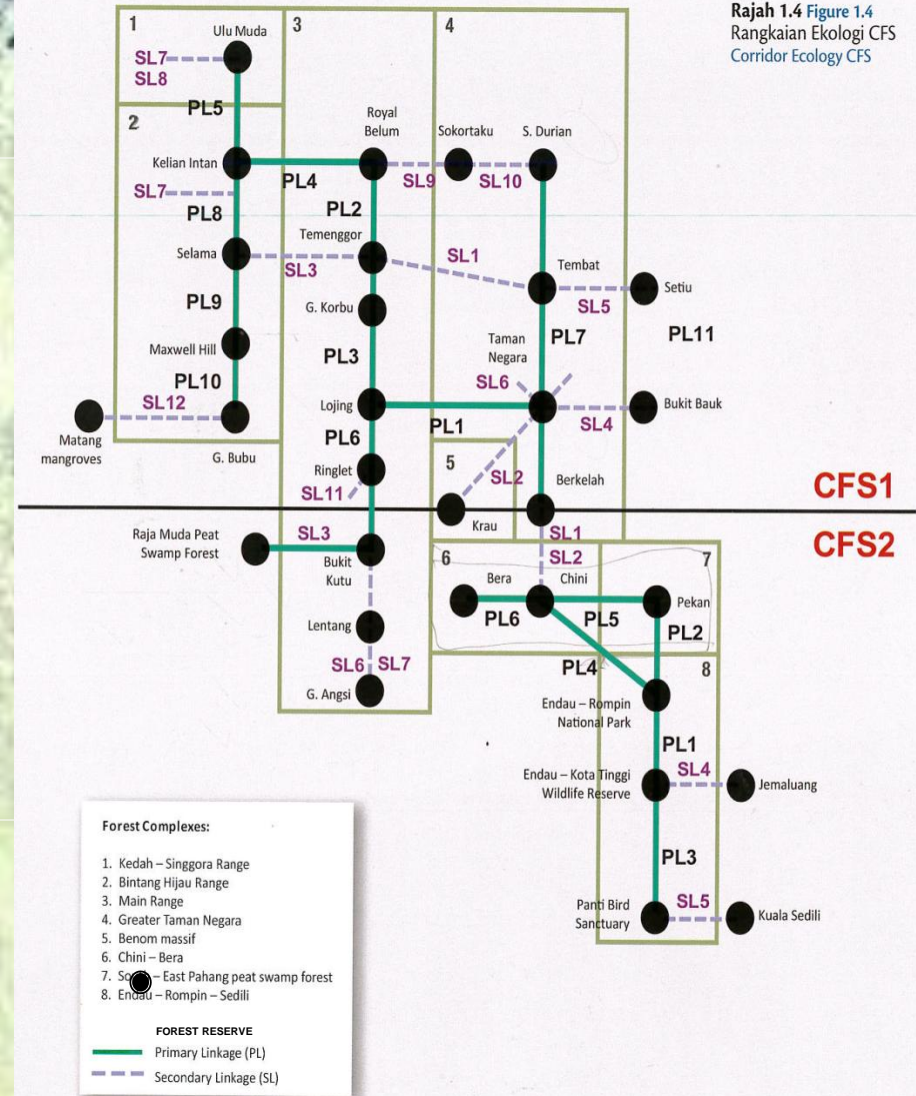 Rajah 1.4 Figure 1.4
Rangkaian Ekologi CFS
Corridor Ecology CFS
1
3
4
Ulu Muda
SL7
SL8
PL5
2
Royal
Belum
Sokortaku
S. Durian
Kelian Intan
PL4
SL9
SL10
SL7
PL8
PL2
Temenggor
Selama
SL3
SL1
Tembat
SL5
Setiu
PL9
G. Korbu
PL3
Taman
Negara
PL7
PL11
Maxwell Hill
PL10
SL6
SL12
Lojing
PL1
SL4
Bukit Bauk
Matang
mangroves
G. Bubu
PL6
Ringlet
SL11
5
SL2
Berkelah
CFS1
Krau
Raja Muda Peat
Swamp Forest
SL3
SL1
CFS2
Bukit
Kutu
6
SL2
7
Bera
Chini
Pekan
PL6
PL5
PL2
Lentang
SL6
SL7
PL4
8
G. Angsi
Endau – Rompin
National Park
PL1
Endau – Kota Tinggi
Wildlife Reserve
SL4
Jemaluang
PL3
Panti Bird
Sanctuary
SL5
Kuala Sedili
Forest Complexes:
1. Kedah – Singgora Range
2. Bintang Hijau Range
3. Main Range
4. Greater Taman Negara
5. Benom massif
6. Chini – Bera
7. – East Pahang peat swamp forest
8. Endau – Rompin – Sedili
FOREST RESERVE
Primary Linkage (PL)
Secondary Linkage (SL)